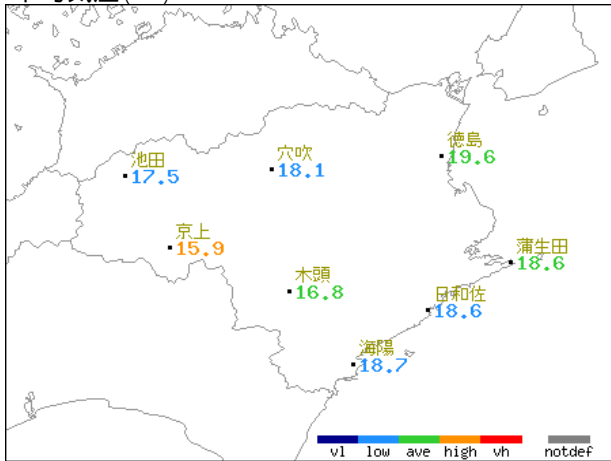 徳島
19.6
穴吹
18.1
池田
17.5
京上
15.9
蒲生田
18.6
木頭
16.8
日和佐
18.6
海陽
18.7
vl low ave high vh notdef